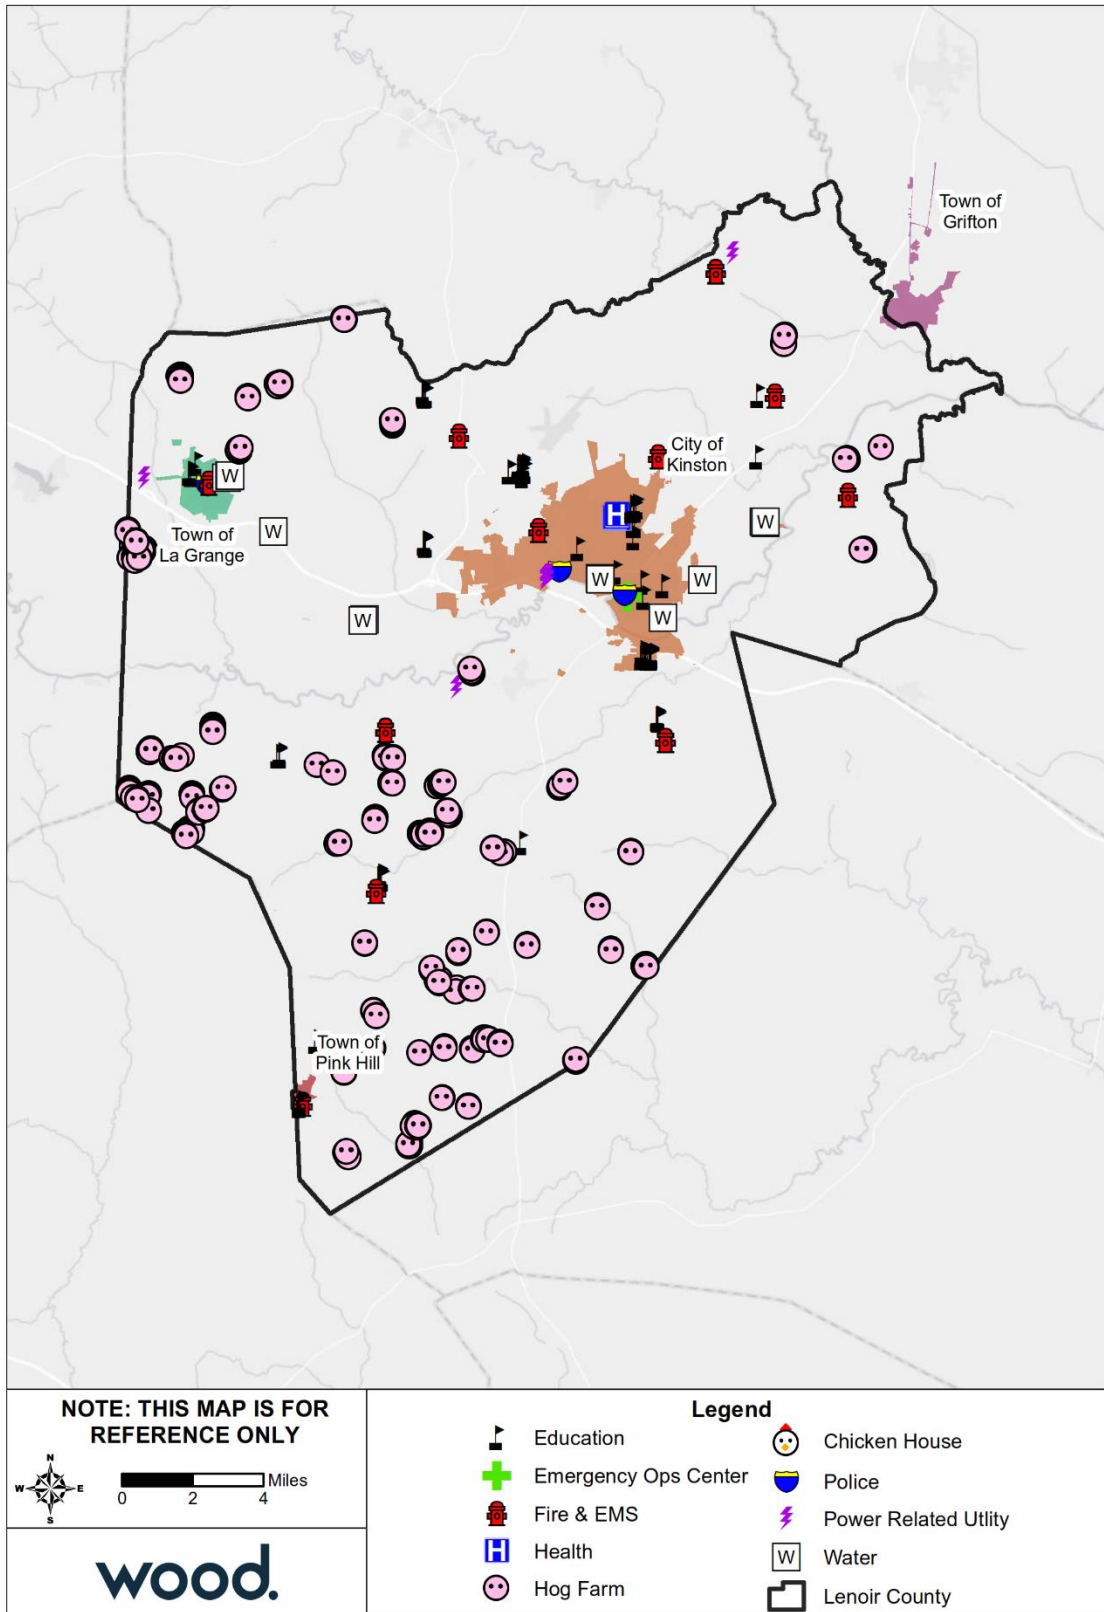 Town of
Grifton
City of
Kinston
W
W
Town of
La Grange
W
W
W
W
W
H
Town of
Pink Hill
NOTE: THIS MAP IS FOR
REFERENCE ONLY
N
W E
S
Miles
0 2 4
wood.
Legend
Education
Emergency Ops Center
Fire & EMS
H Health
Hog Farm
Chicken House
Police
Power Related Utlity
W Water
Lenoir County